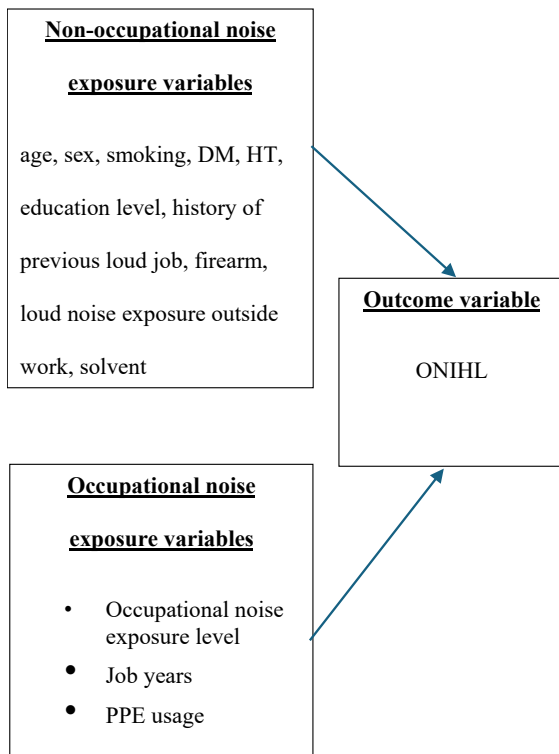 Non-occupational noise
exposure variables
age, sex, smoking, DM, HT,
education level, history of
previous loud job, firearm,
loud noise exposure outside
work, solvent
Outcome variable
ONIHL
Occupational noise
exposure variables
• Occupational noise
exposure level
• Job years
• PPE usage